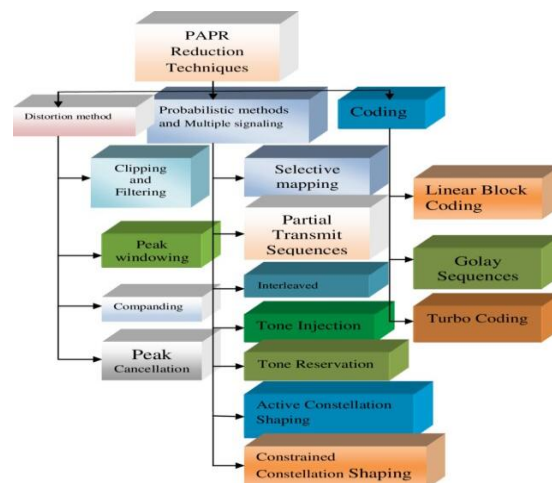 PAPR
Reduction
Techniques
Distortion method
Probabilistic methods
and Multiple signaling
Coding
Clipping
and
Filtering
Peak
windowing
Companding
Peak
Cancellation
Selective
mapping
Partial
Transmit
Sequences
Interleaved
Tone Injection
Tone Reservation
Active Constellation
Shaping
Constrained
Constellation Shaping
Linear Block
Coding
Golay
Sequences
Turbo Coding